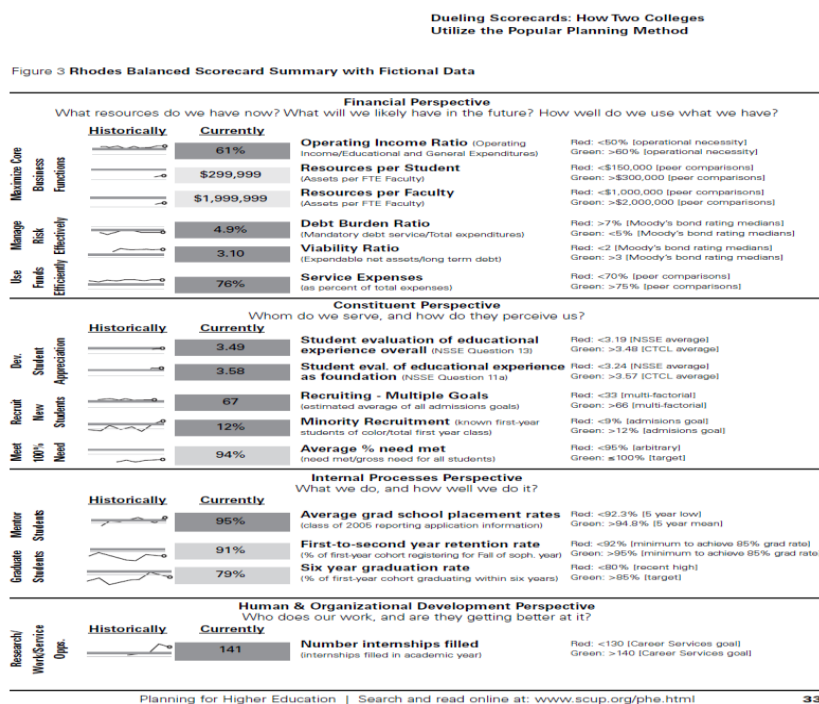 Dueling Scorecards: How Two Colleges
Utilize the Popular Planning Method
Figure 3 Rhodes Balanced Scorecard Summary with Fictional Data
Financial Perspective
What resources do we have now? What will we likely have in the future? How well do we use what we have?
Maximize Core
Business
Functions
Historically Currently
61% Operating Income Ratio (Operating Red: <50% [operational necessity]
Income/Educational and General Expenditures) Green: >60% [operational necessity]
$299,999 Resources per Student Red: <$150,000 [peer comparisons]
(Assets per FTE Faculty) Green: >$300,000 [peer comparisons]
$1,999,999 Resources per Faculty Red: <$1,000,000 [peer comparisons]
(Assets per FTE Faculty) Green: >$2,000,000 [peer comparisons]
Manage
Risk
Effectively
4.9% Debt Burden Ratio Red: >7% [Moody's bond rating medians]
(Mandatory debt service/Total expenditures) Green: <5% [Moody's bond rating medians]
3.10 Viability Ratio Red: <2 [Moody's bond rating medians]
(Expendable net assets/long term debt) Green: >3 [Moody's bond rating medians]
Use
Funds
Efficiently
76% Service Expenses Red: <70% [peer comparisons]
(as percent of total expenses) Green: >75% [peer comparisons]
Constituent Perspective
Whom do we serve, and how do they perceive us?
Historically Currently
Dev.
Student
Appreciation
3.49 Student evaluation of educational Red: <3.19 [NSSE average]
experience overall (NSSE Question 13) Green: >3.48 [CTCL average]
3.58 Student eval. of educational experience Red: <3.24 [NSSE average]
as foundation (NSSE Question 11a) Green: >3.57 [CTCL average]
Recruit
New
Students
67 Recruiting - Multiple Goals Red: <33 [multi-factorial]
(estimated average of all admissions goals) Green: >66 [multi-factorial]
12% Minority Recruitment (known first-year Red: <9% [admisions goal]
students of color/total first year class) Green: >12% [admisions goal]
Meet
100%
Need
94% Average % need met Red: <95% [arbitrary]
(need met/gross need for all students) Green: ≤100% [target]
Internal Processes Perspective
What we do, and how well we do it?
Historically Currently
Mentor
Students
95% Average grad school placement rates Red: <92.3% [5 year low]
(class of 2005 reporting application information) Green: >94.8% [5 year mean]
Graduate
Students
91% First-to-second year retention rate Red: <92% [minimum to achieve 85% grad rate]
(% of first-year cohort registering for Fall of soph. year) Green: >95% [minimum to achieve 85% grad rate]
79% Six year graduation rate Red: <80% [recent high]
(% of first-year cohort graduating within six years) Green: >85% [target]
Human & Organizational Development Perspective
Who does our work, and are they getting better at it?
Historically Currently
Research/
Work/Service
Opps.
141 Number internships filled Red: <130 [Career Services goal]
(internships filled in academic year) Green: >140 [Career Services goal]
Planning for Higher Education | Search and read online at: www.scup.org/phe.html 33